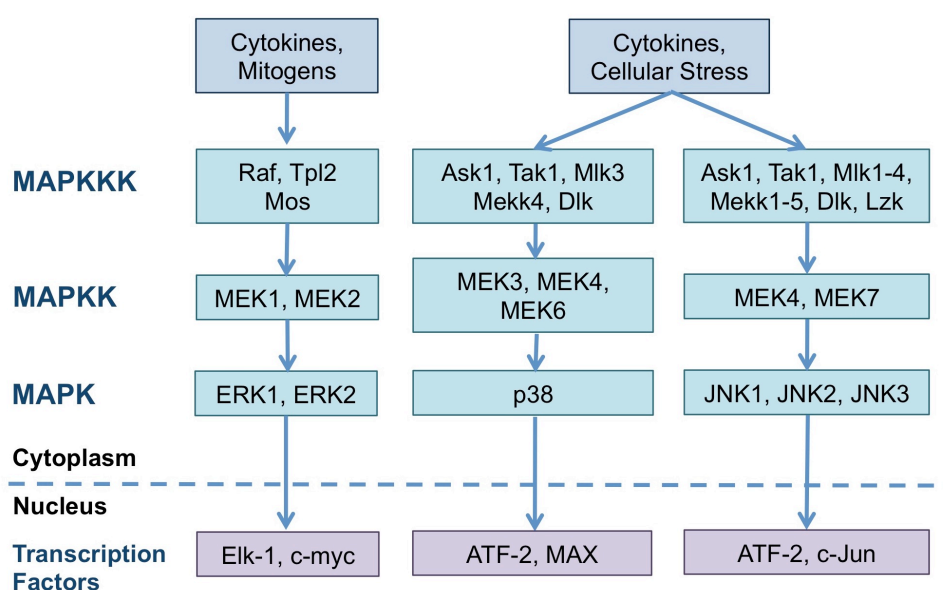 Cytokines,
Mitogens
Cytokines,
Cellular Stress
MAPKKK
Raf, Tpl2
Mos
Ask1, Tak1, Mlk3
Mekk4, Dlk
Ask1, Tak1, Mlk1-4,
Mekk1-5, Dlk, Lzk
MAPKK
MEK1, MEK2
MEK3, MEK4,
MEK6
MEK4, MEK7
MAPK
ERK1, ERK2
p38
JNK1, JNK2, JNK3
Cytoplasm
Nucleus
Transcription
Factors
Elk-1, c-myc
ATF-2, MAX
ATF-2, c-Jun